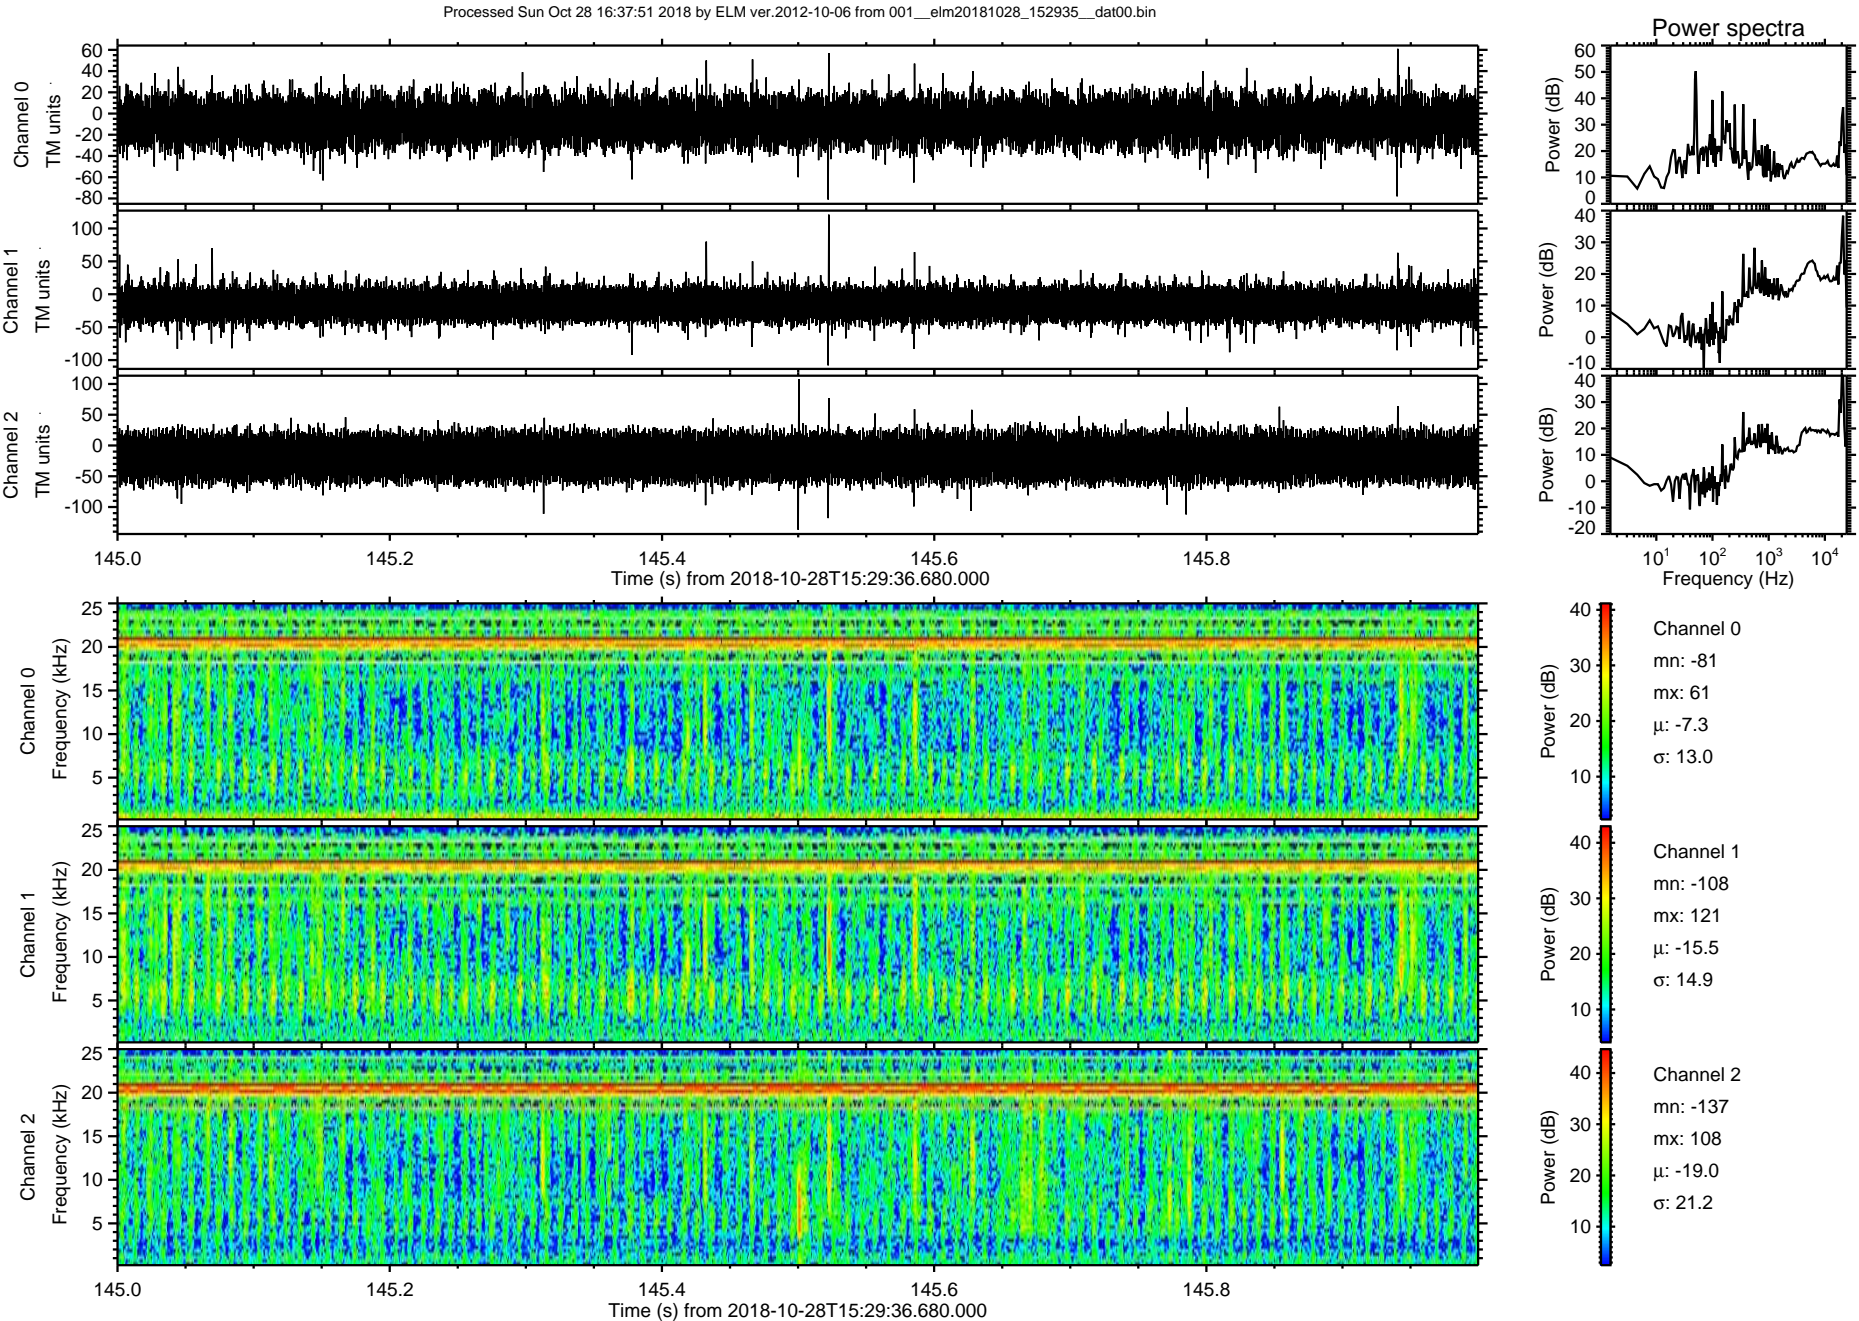 Processed Sun Oct 28 16:37:51 2018 by ELM ver.2012-10-06 from 001__elm20181028_152935__dat00.bin
Power spectra
Channel 0
TM units
60
40
20
0
-20
-40
-60
-80
Power (dB)
60
50
40
30
20
10
0
Channel 1
TM units
100
50
0
-50
-100
Power (dB)
40
30
20
10
0
-10
Channel 2
TM units
100
50
0
-50
-100
Power (dB)
40
30
20
10
0
-10
-20
145.0 145.2 145.4 145.6 145.8
Time (s) from 2018-10-28T15:29:36.680.000
10¹ 10² 10³ 10⁴
Frequency (Hz)
Channel 0
Frequency (kHz)
25
20
15
10
5
Power (dB)
40
30
20
10
Channel 0
mn: -81
mx: 61
μ: -7.3
σ: 13.0
Channel 1
Frequency (kHz)
25
20
15
10
5
Power (dB)
40
30
20
10
Channel 1
mn: -108
mx: 121
μ: -15.5
σ: 14.9
Channel 2
Frequency (kHz)
25
20
15
10
5
Power (dB)
40
30
20
10
Channel 2
mn: -137
mx: 108
μ: -19.0
σ: 21.2
145.0 145.2 145.4 145.6 145.8
Time (s) from 2018-10-28T15:29:36.680.000